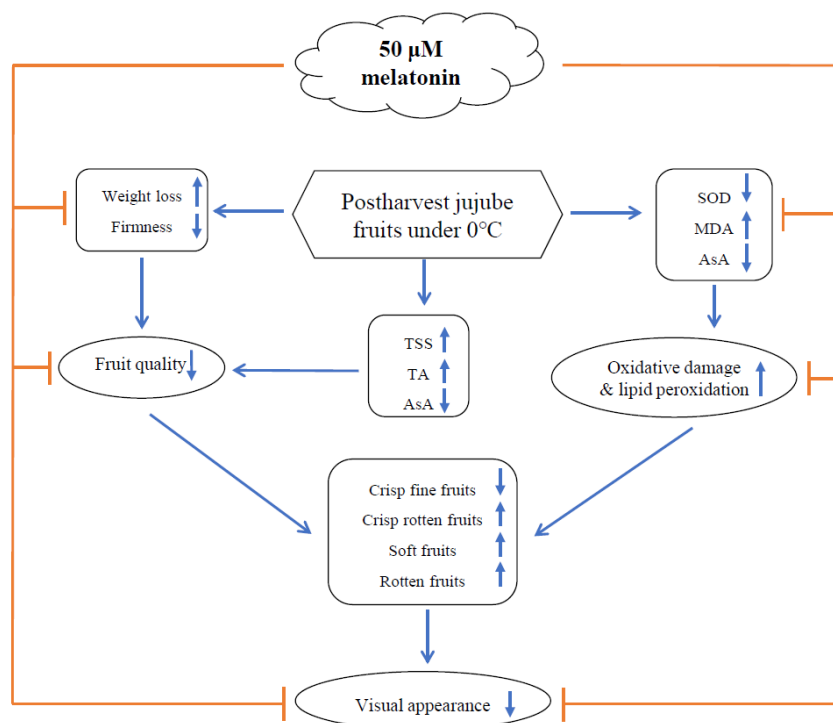 50 μM
melatonin
Weight loss
Firmness
Postharvest jujube
fruits under 0°C
SOD
MDA
AsA
Fruit quality
TSS
TA
AsA
Oxidative damage
& lipid peroxidation
Crisp fine fruits
Crisp rotten fruits
Soft fruits
Rotten fruits
Visual appearance